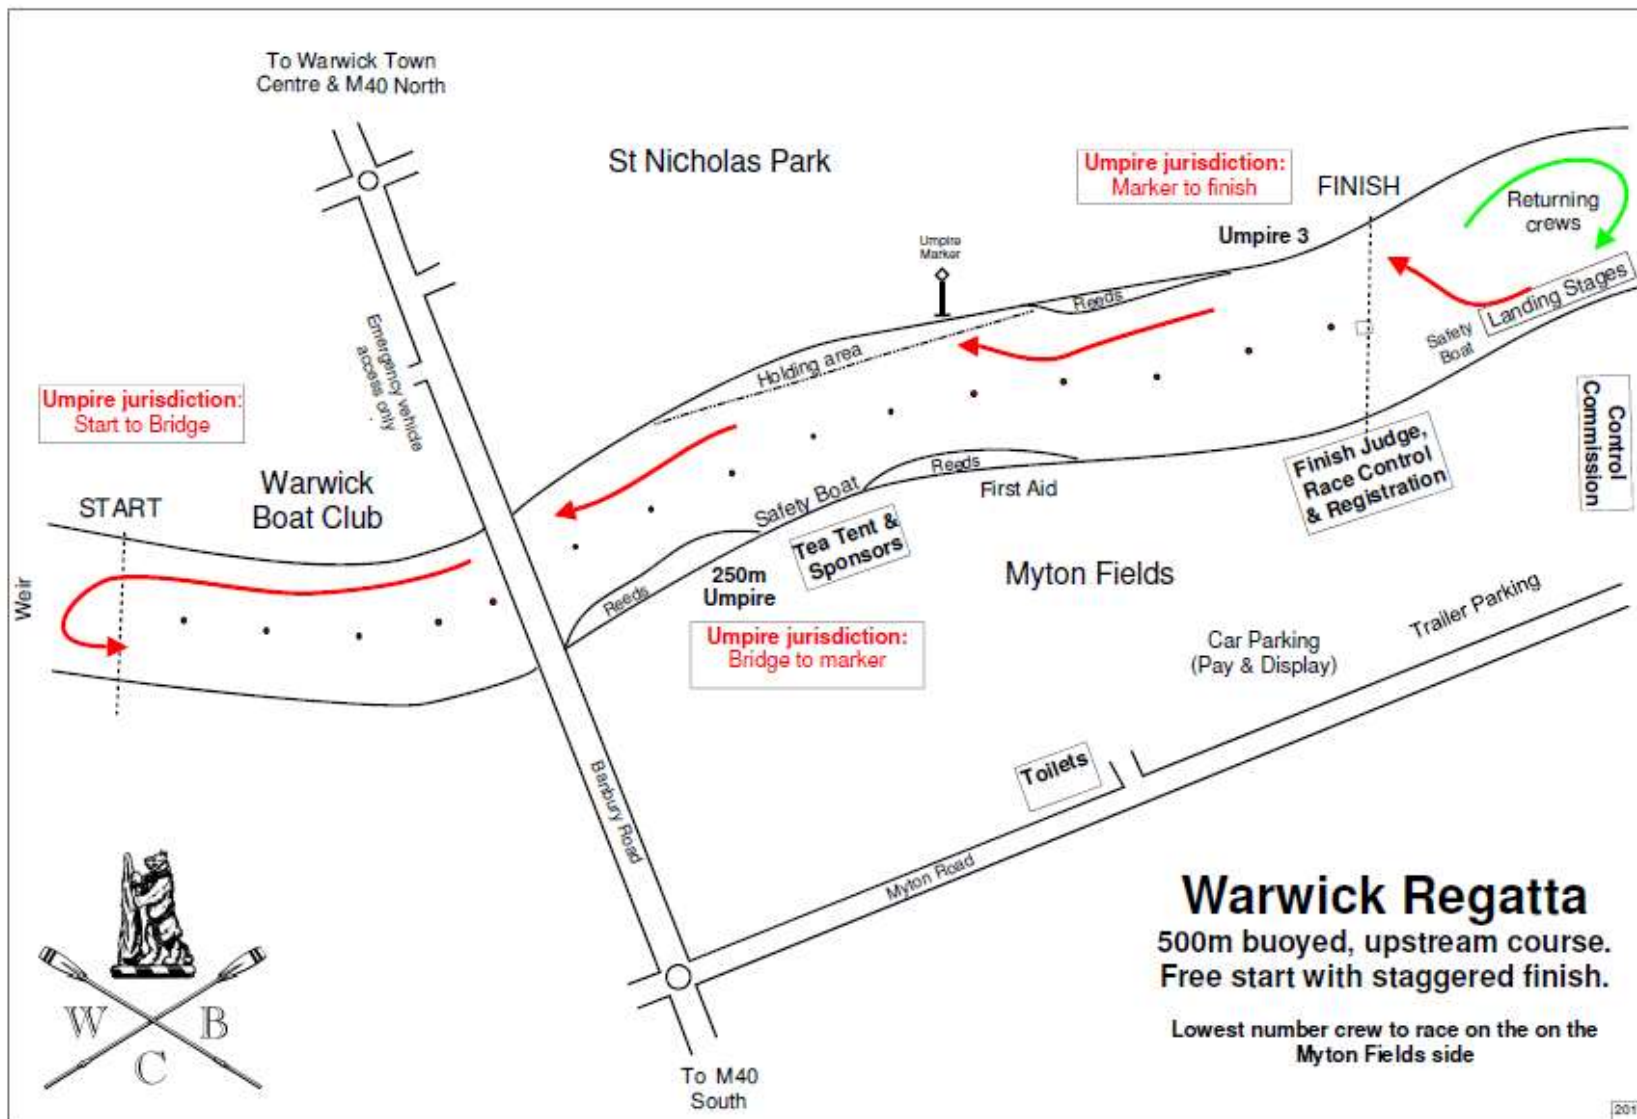 To Warwick Town
Centre & M40 North
St Nicholas Park
Umpire jurisdiction:
Marker to finish
FINISH
Returning
crews
Umpire 3
Umpire
Marker
Reeds
Landing Stages
Safety
Boat
Emergency vehicle
access only
Holding area
Umpire jurisdiction:
Start to Bridge
Control
Commission
Warwick
Boat Club
START
Finish Judge,
Race Control
& Registration
Reeds
First Aid
Safety Boat
Tea Tent &
Sponsors
Myton Fields
Weir
Reeds
250m
Umpire
Umpire jurisdiction:
Bridge to marker
Car Parking
(Pay & Display)
Trailer Parking
Toilets
Banbury Road
Myton Road
Warwick Regatta
500m buoyed, upstream course.
Free start with staggered finish.
Lowest number crew to race on the on the
Myton Fields side
W B
C
To M40
South
201